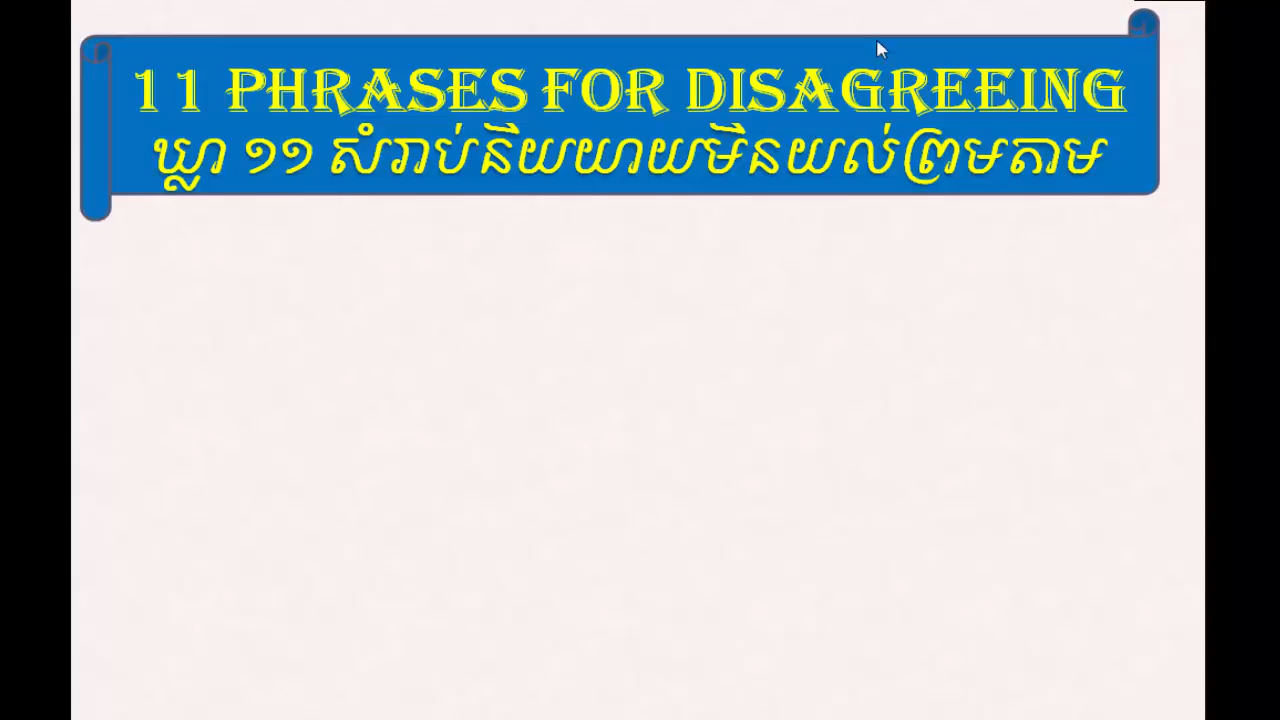 11 PHRASES FOR DISAGREEING
ឃ្លា ១១ សំរាប់និយយាយមិនយល់ព្រមតាម